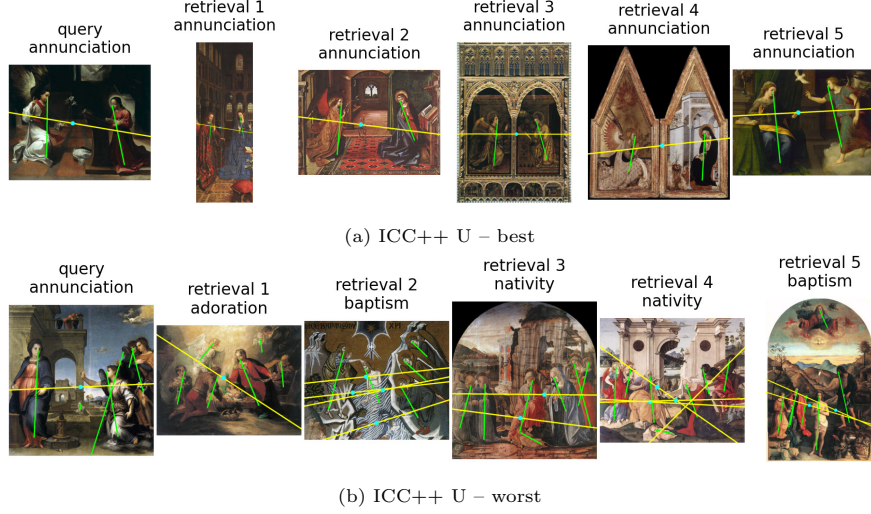 query
annunciation
retrieval 1
annunciation
retrieval 2
annunciation
retrieval 3
annunciation
retrieval 4
annunciation
retrieval 5
annunciation
(a) ICC++ U – best
query
annunciation
retrieval 1
adoration
retrieval 2
baptism
retrieval 3
nativity
retrieval 4
nativity
retrieval 5
baptism
(b) ICC++ U – worst